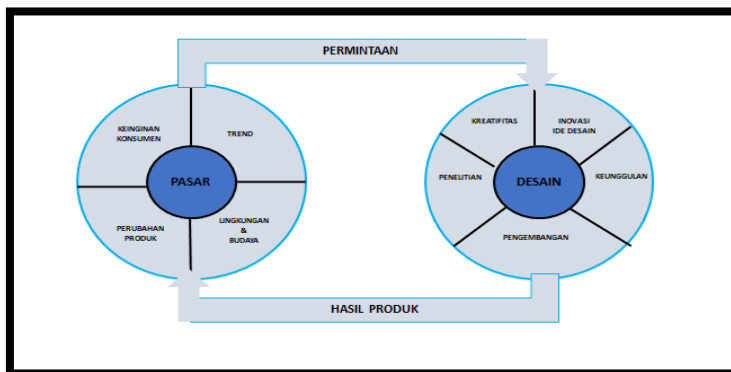 PERMINTAAN
KEINGINAN
KONSUMEN
TREND
PASAR
PERUBAHAN
PRODUK
LINGKUNGAN
&
BUDAYA
KREATIFITAS
INOVASI
IDE DESAIN
PENELITIAN
DESAIN
KEUNGGULAN
PENGEMBANGAN
HASIL PRODUK